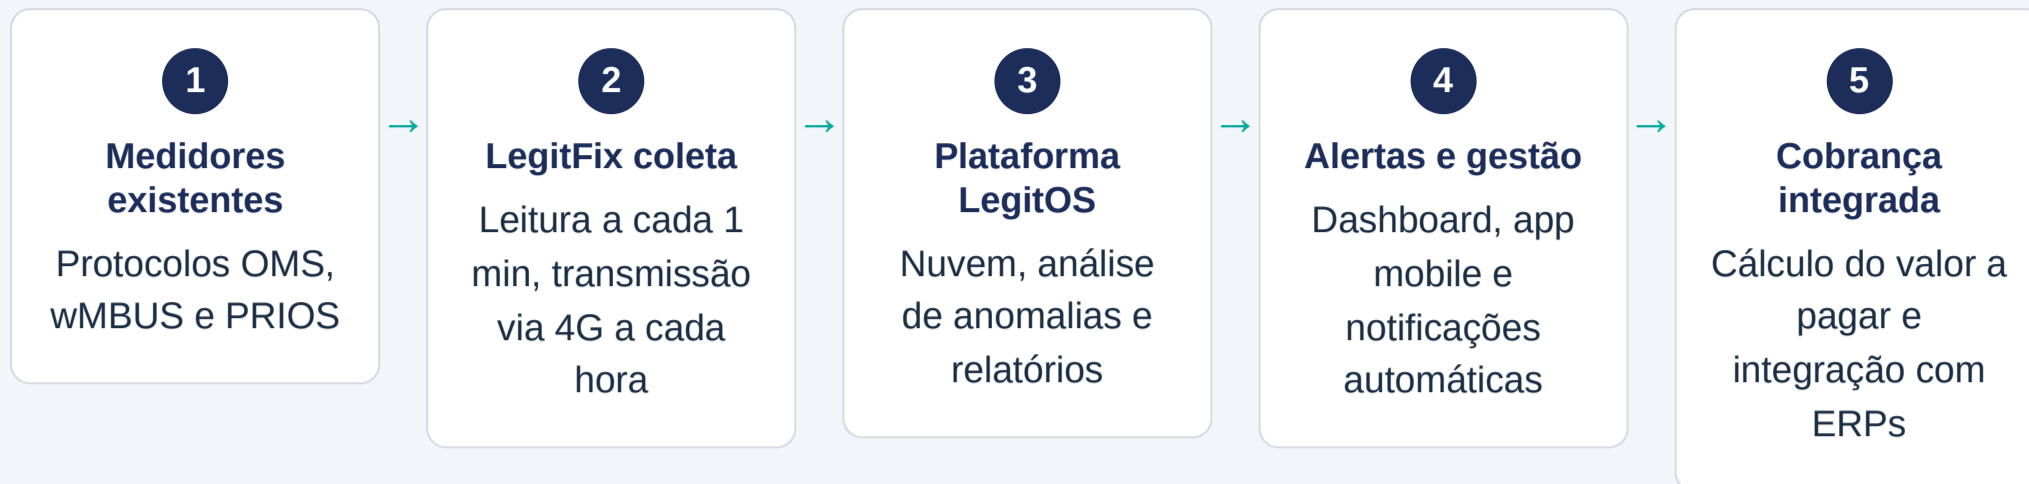 1
Medidores
existentes
Protocolos OMS,
wMBUS e PRIOS
→
2
LegitFix coleta
Leitura a cada 1
min, transmissão
via 4G a cada
hora
→
3
Plataforma
LegitOS
Nuvem, análise
de anomalias e
relatórios
→
4
Alertas e gestão
Dashboard, app
mobile e
notificações
automáticas
→
5
Cobrança
integrada
Cálculo do valor a
pagar e
integração com
ERPs